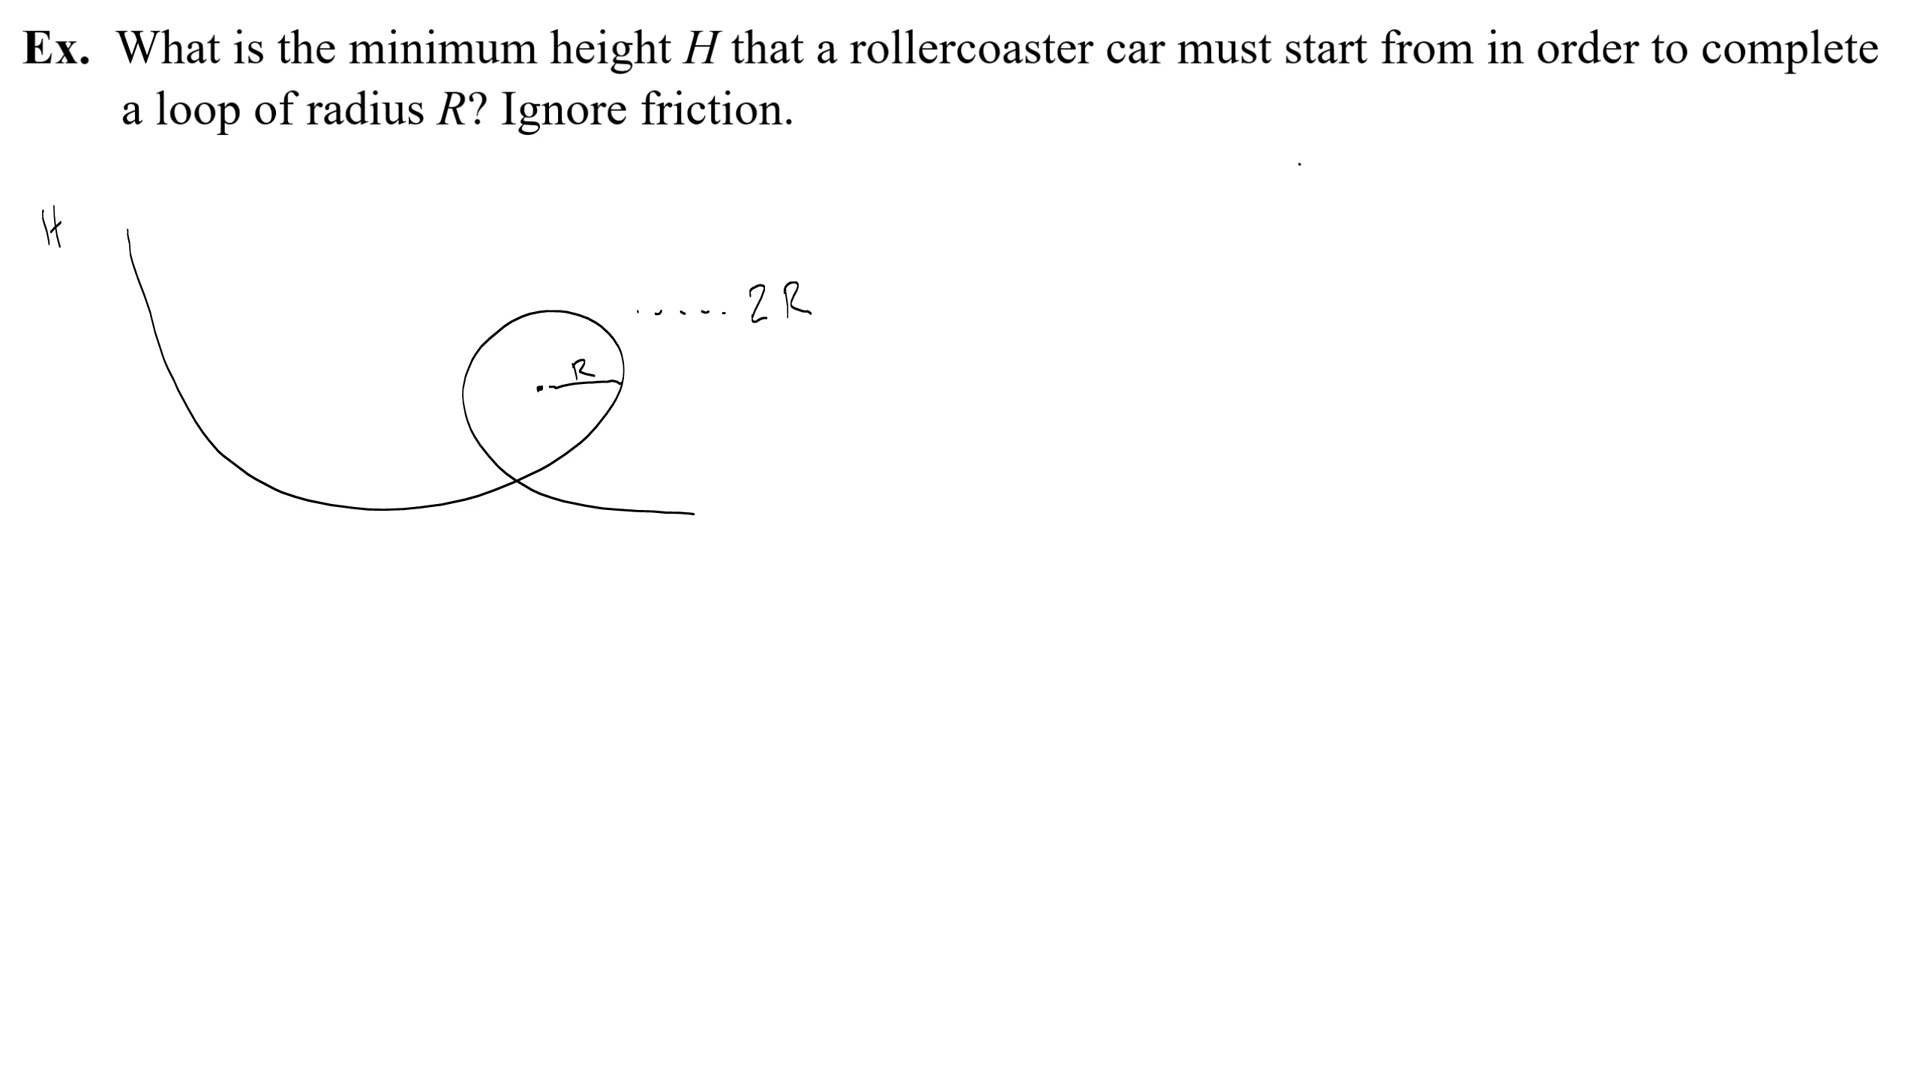 Ex. What is the minimum height H that a rollercoaster car must start from in order to complete
a loop of radius R? Ignore friction.
H
2R
R